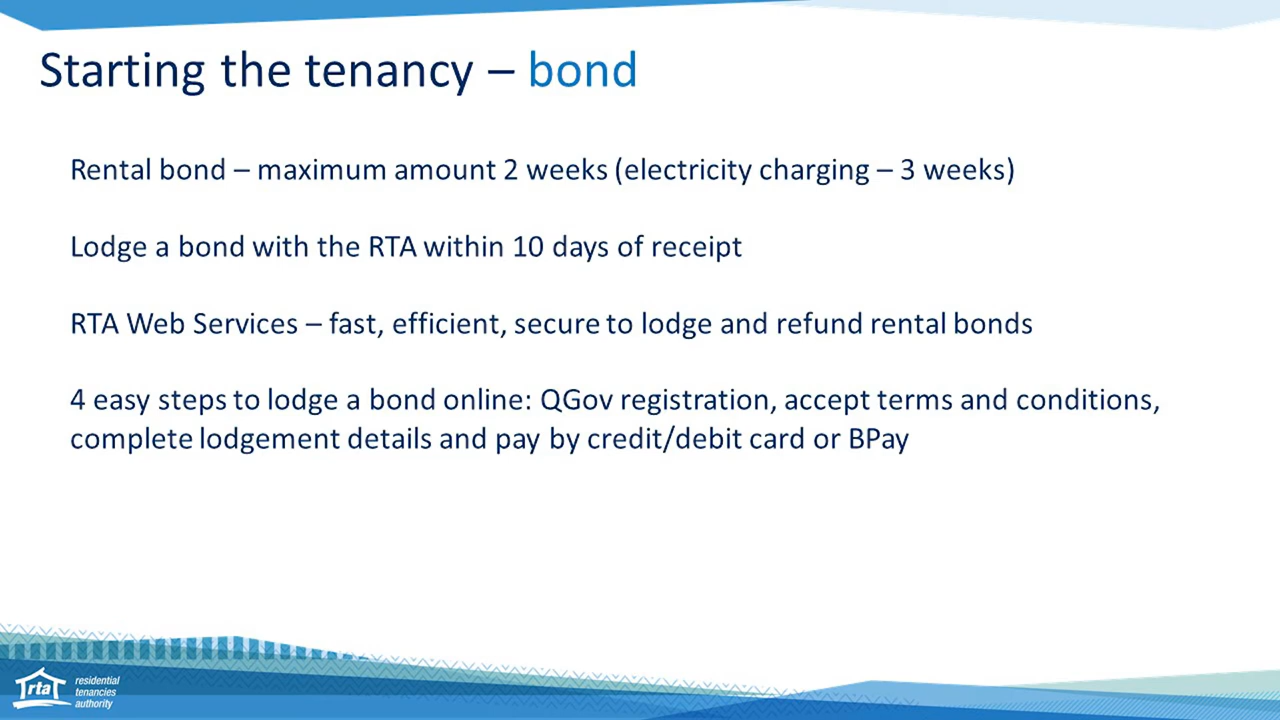 Starting the tenancy – bond
Rental bond – maximum amount 2 weeks (electricity charging – 3 weeks)
Lodge a bond with the RTA within 10 days of receipt
RTA Web Services – fast, efficient, secure to lodge and refund rental bonds
4 easy steps to lodge a bond online: QGov registration, accept terms and conditions,
complete lodgement details and pay by credit/debit card or BPay
rta
residential
tenancies
authority